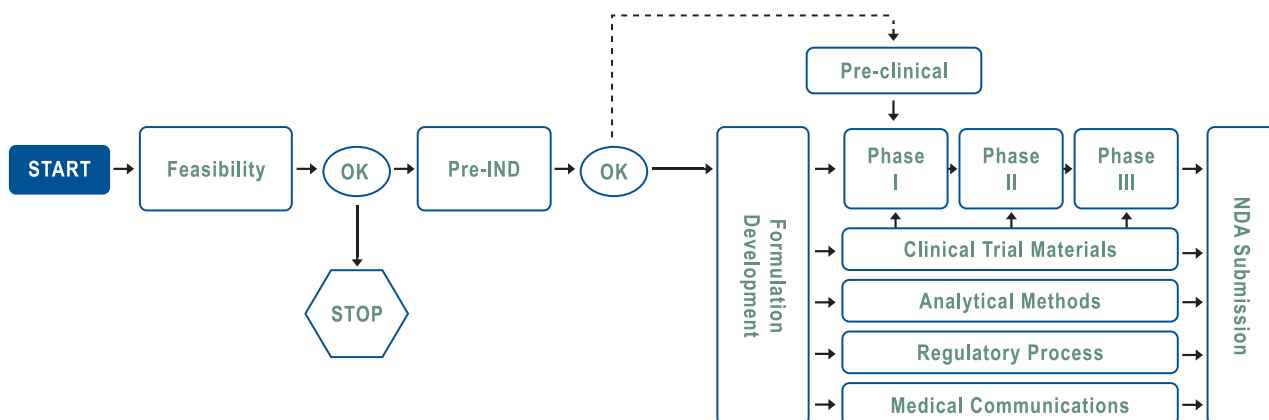 Pre-clinical
START
Feasibility
OK
Pre-IND
OK
Formulation
Development
Phase
I
Phase
II
Phase
III
NDA Submission
Clinical Trial Materials
Analytical Methods
STOP
Regulatory Process
Medical Communications